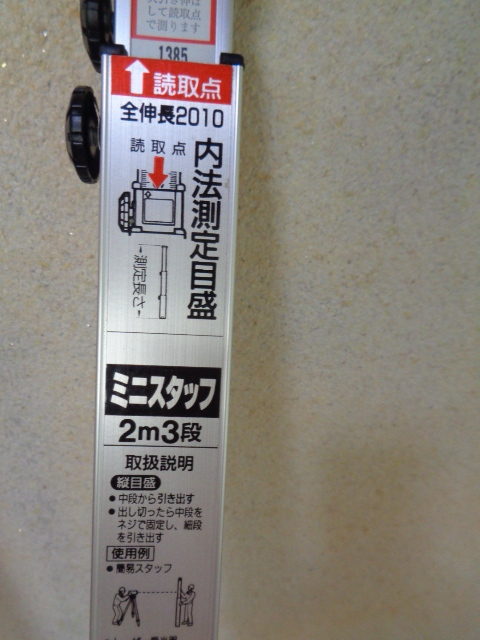 して読取点
で測ります
1385
読取点
全伸長2010
読取点
内法測定目盛
測定長さ
ミニスタッフ
2m3段
取扱説明
縦目盛
●中段から引き出す
●出し切ったら中段を
ネジで固定し、細段
を引き出す
使用例
●簡易スタッフ